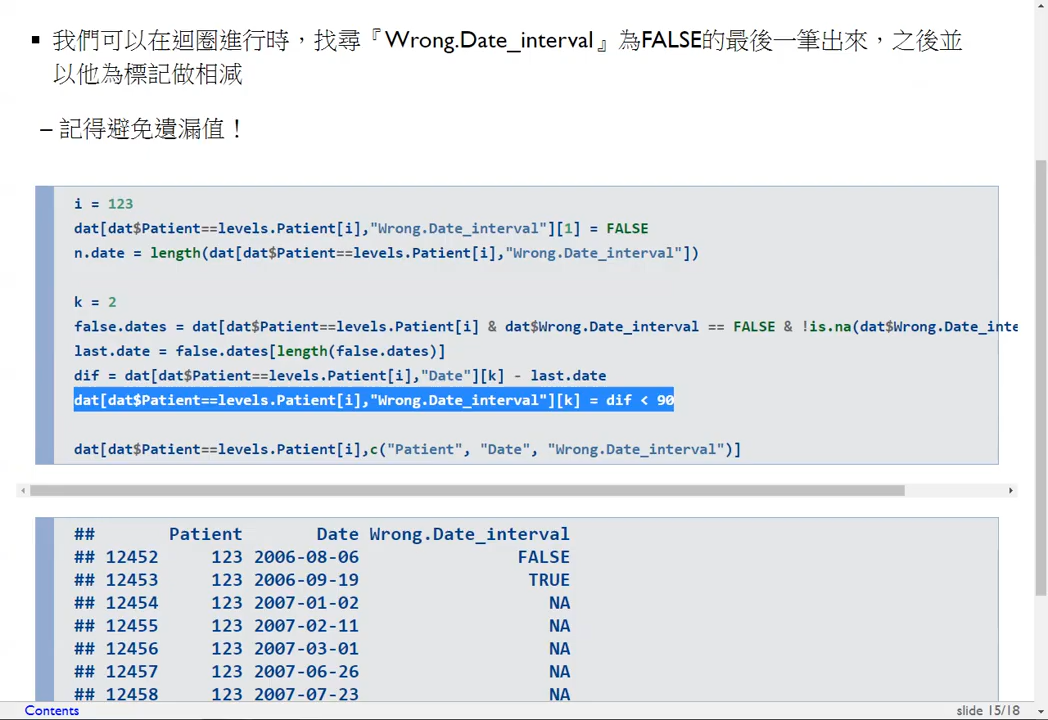 ▪ 我們可以在迴圈進行時，找尋『Wrong.Date_interval』為FALSE的最後一筆出來，之後並
以他為標記做相減
– 記得避免遺漏值！
i = 123
dat[dat$Patient==levels.Patient[i],"Wrong.Date_interval"][1] = FALSE
n.date = length(dat[dat$Patient==levels.Patient[i],"Wrong.Date_interval"])
k = 2
false.dates = dat[dat$Patient==levels.Patient[i] & dat$Wrong.Date_interval == FALSE & !is.na(dat$Wrong.Date_inte
last.date = false.dates[length(false.dates)]
dif = dat[dat$Patient==levels.Patient[i],"Date"][k] - last.date
dat[dat$Patient==levels.Patient[i],"Wrong.Date_interval"][k] = dif < 90
dat[dat$Patient==levels.Patient[i],c("Patient", "Date", "Wrong.Date_interval")]
## Patient Date Wrong.Date_interval
## 12452 123 2006-08-06 FALSE
## 12453 123 2006-09-19 TRUE
## 12454 123 2007-01-02 NA
## 12455 123 2007-02-11 NA
## 12456 123 2007-03-01 NA
## 12457 123 2007-06-26 NA
## 12458 123 2007-07-23 NA
Contents
slide 15/18